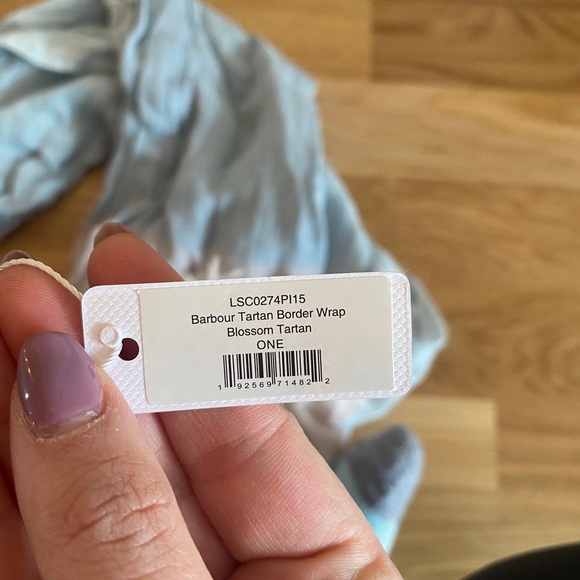 LSC0274PI15
Barbour Tartan Border Wrap
Blossom Tartan
ONE
1 92569 71482 2